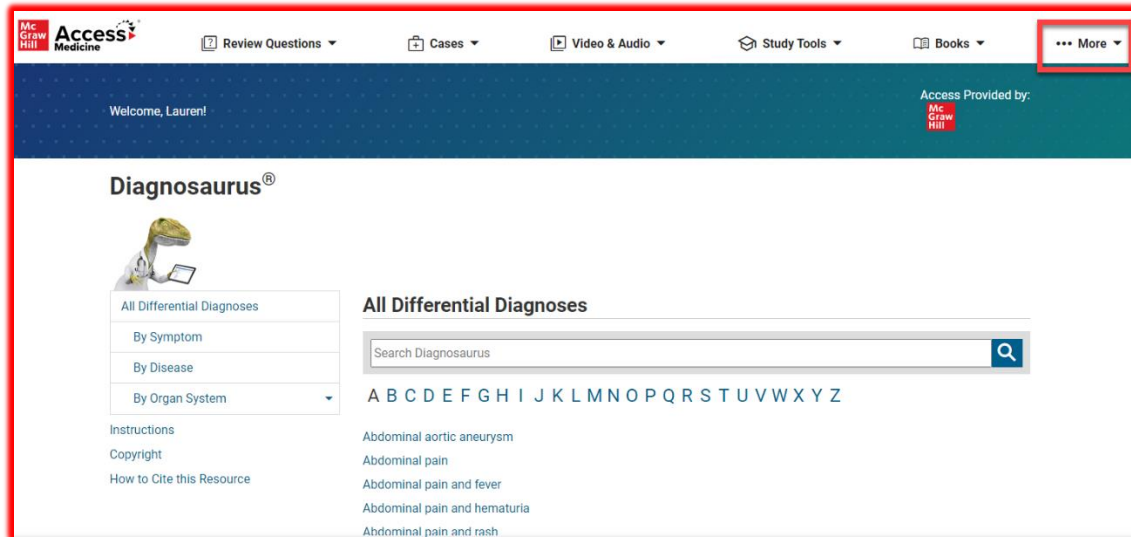 Mc
Graw
Hill
Access
Medicine
Review Questions
Cases
Video & Audio
Study Tools
Books
More
Welcome, Lauren!
Access Provided by:
Mc
Graw
Hill
Diagnosaurus®
All Differential Diagnoses
By Symptom
By Disease
By Organ System
Instructions
Copyright
How to Cite this Resource
All Differential Diagnoses
Search Diagnosaurus
A B C D E F G H I J K L M N O P Q R S T U V W X Y Z
Abdominal aortic aneurysm
Abdominal pain
Abdominal pain and fever
Abdominal pain and hematuria
Abdominal pain and rash